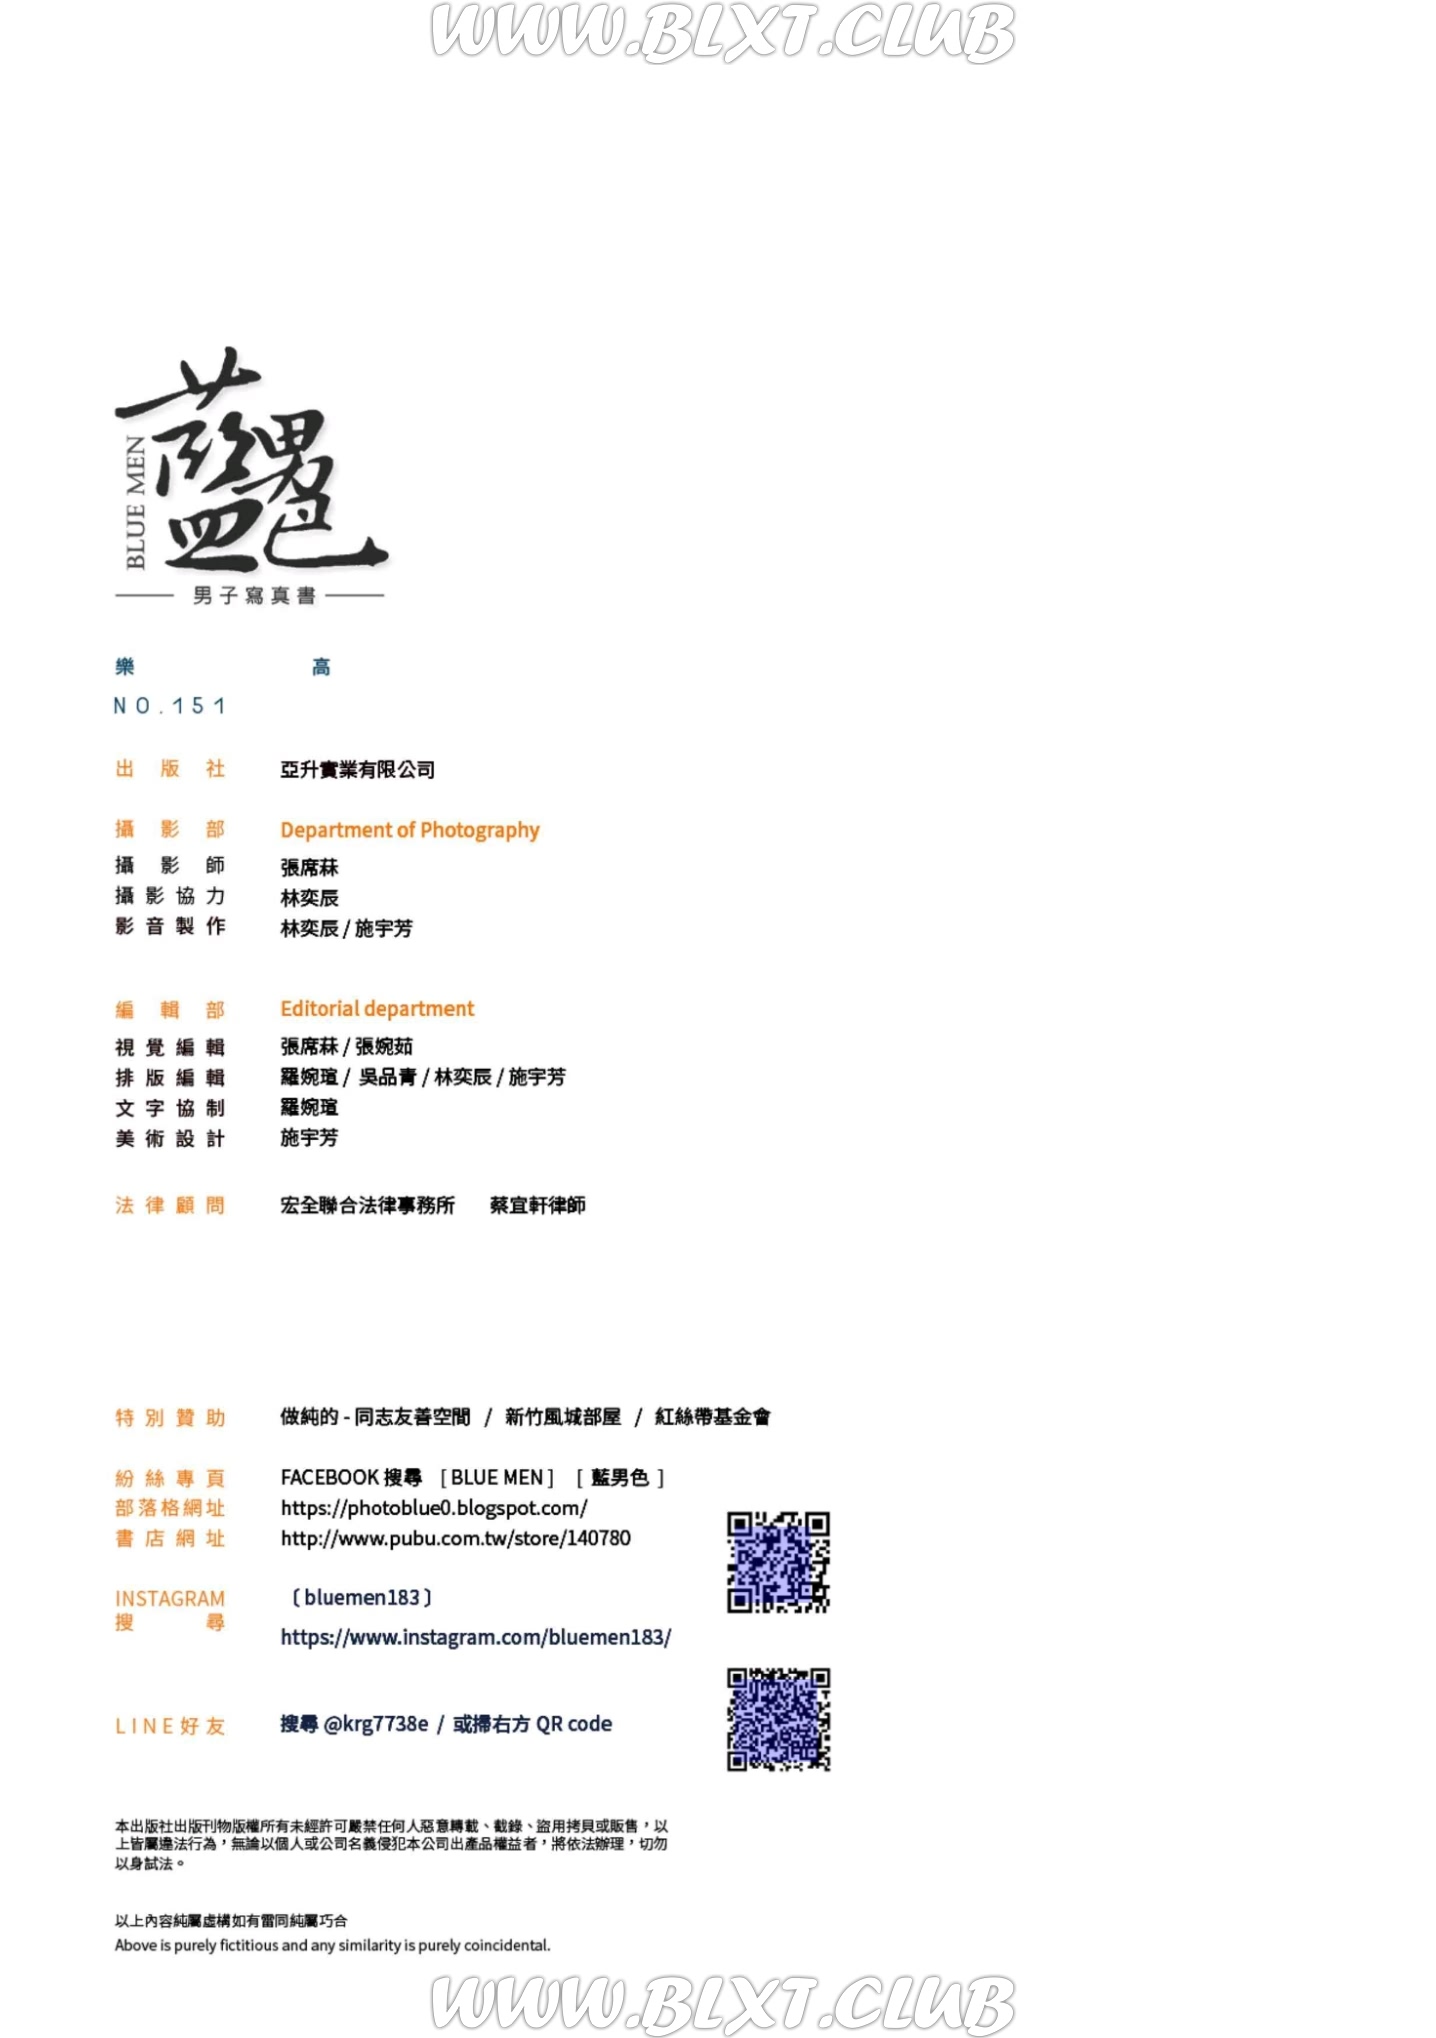 WWW.BLXT.CLUB
藍男色
BLUE MEN
男子寫真書
樂 高
NO.151
出版社 亞升實業有限公司
攝影部 Department of Photography
攝影師 張席菻
攝影協力 林奕辰
影音製作 林奕辰 / 施宇芳
編輯部 Editorial department
視覺編輯 張席菻 / 張婉茹
排版編輯 羅婉瑄 / 吳品青 / 林奕辰 / 施宇芳
文字協制 羅婉瑄
美術設計 施宇芳
法律顧問 宏全聯合法律事務所 蔡宜軒律師
特別贊助 做純的 - 同志友善空間 / 新竹風城部屋 / 紅絲帶基金會
紛絲專頁 FACEBOOK 搜尋 [ BLUE MEN ] [ 藍男色 ]
部落格網址 https://photoblue0.blogspot.com/
書店網址 http://www.pubu.com.tw/store/140780
INSTAGRAM 〔bluemen183〕
搜尋
https://www.instagram.com/bluemen183/
LINE好友 搜尋 @krg7738e / 或掃右方 QR code
本出版社出版刊物版權所有未經許可嚴禁任何人惡意轉載、截錄、盜用拷貝或販售，以
上皆屬違法行為，無論以個人或公司名義侵犯本公司出產品權益者，將依法辦理，切勿
以身試法。
以上內容純屬虛構如有雷同純屬巧合
Above is purely fictitious and any similarity is purely coincidental.
WWW.BLXT.CLUB